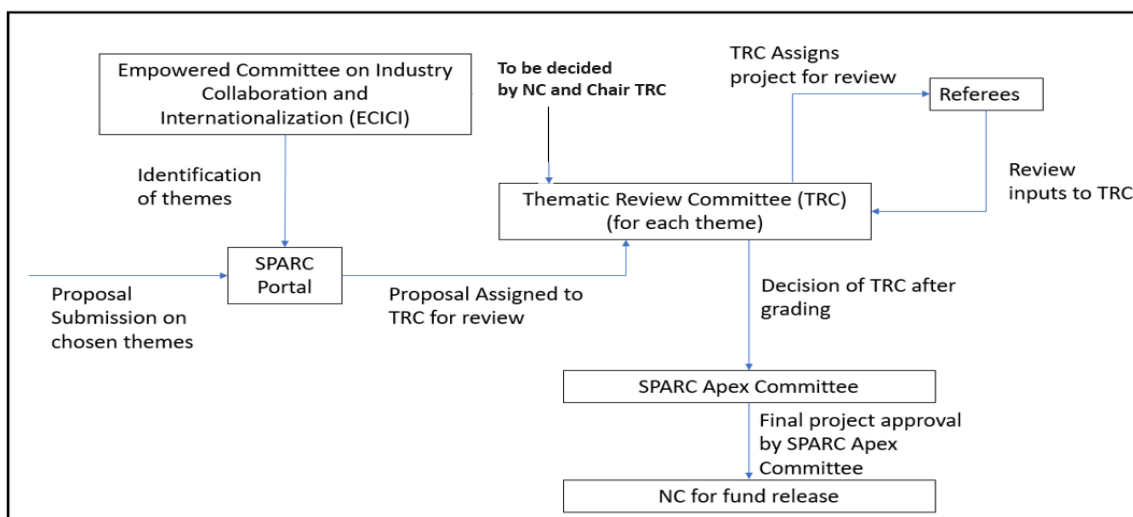 Empowered Committee on Industry
Collaboration and
Internationalization (ECICI)
To be decided
by NC and Chair TRC
TRC Assigns
project for review
Referees
Identification
of themes
Review
inputs to TRC
Thematic Review Committee (TRC)
(for each theme)
SPARC
Portal
Proposal
Submission on
chosen themes
Proposal Assigned to
TRC for review
Decision of TRC after
grading
SPARC Apex Committee
Final project approval
by SPARC Apex
Committee
NC for fund release